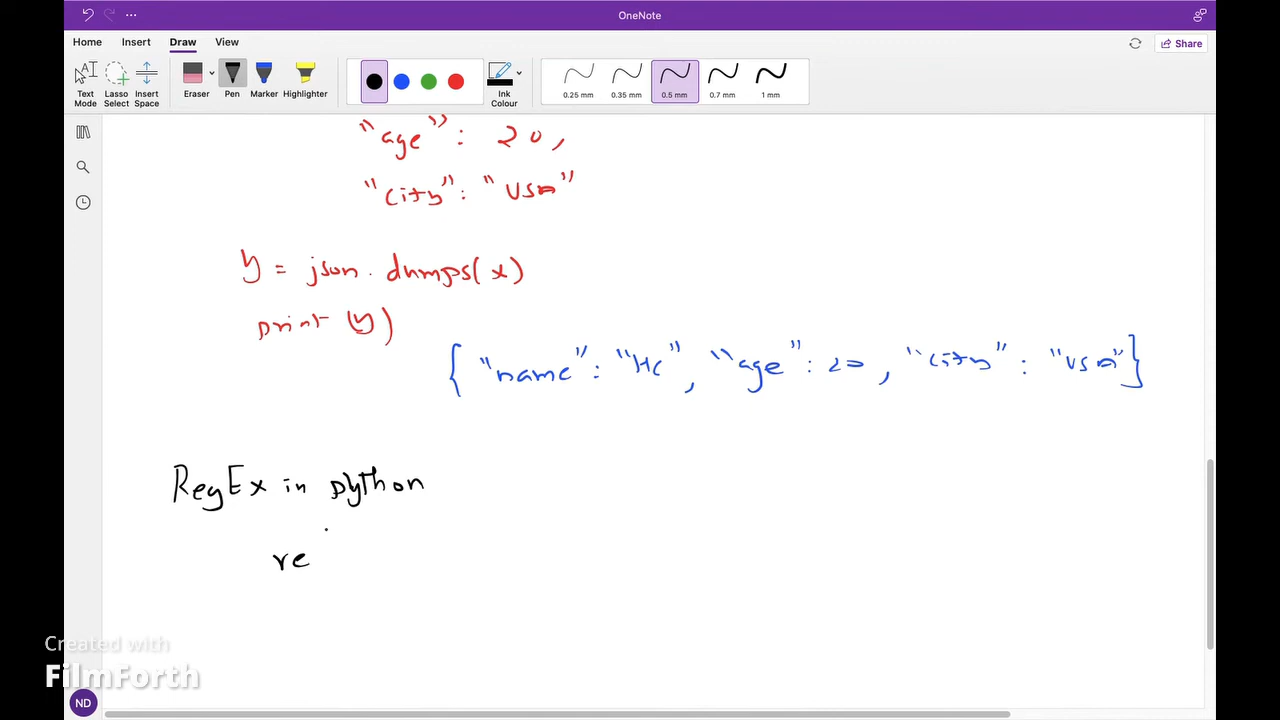 OneNote
Home Insert Draw View
Share
Text Mode
Lasso Select
Insert Space
Eraser
Pen
Marker
Highlighter
Ink Colour
0.25 mm
0.35 mm
0.5 mm
0.7 mm
1 mm
"age" : 20,
"city" : "USA"
y = json.dumps(x)
print (y)
{ "name" : "HC", "age" : 20, "city" : "USA"}
RegEx in python
re
Created with
FilmForth
ND